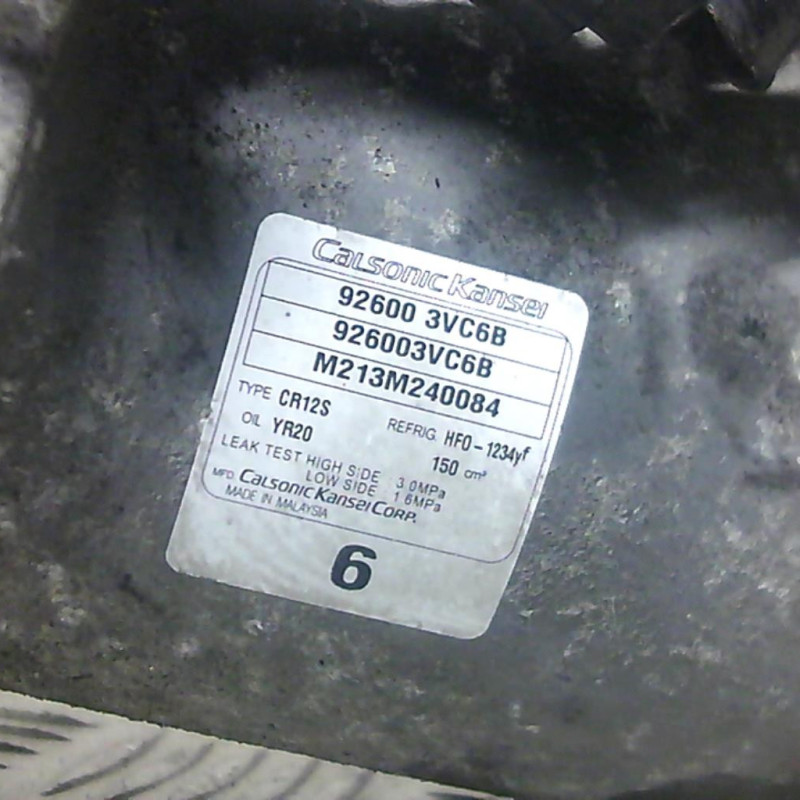 Calsonic Kansei
92600 3VC6B
926003VC6B
M213M240084
TYPE CR12S REFRIG. HFO-1234yf
OIL YR20 150 cm³
LEAK TEST HIGH SIDE 3.0MPa
LOW SIDE 1.6MPa
MFD. Calsonic Kansei Corp.
MADE IN MALAYSIA
6